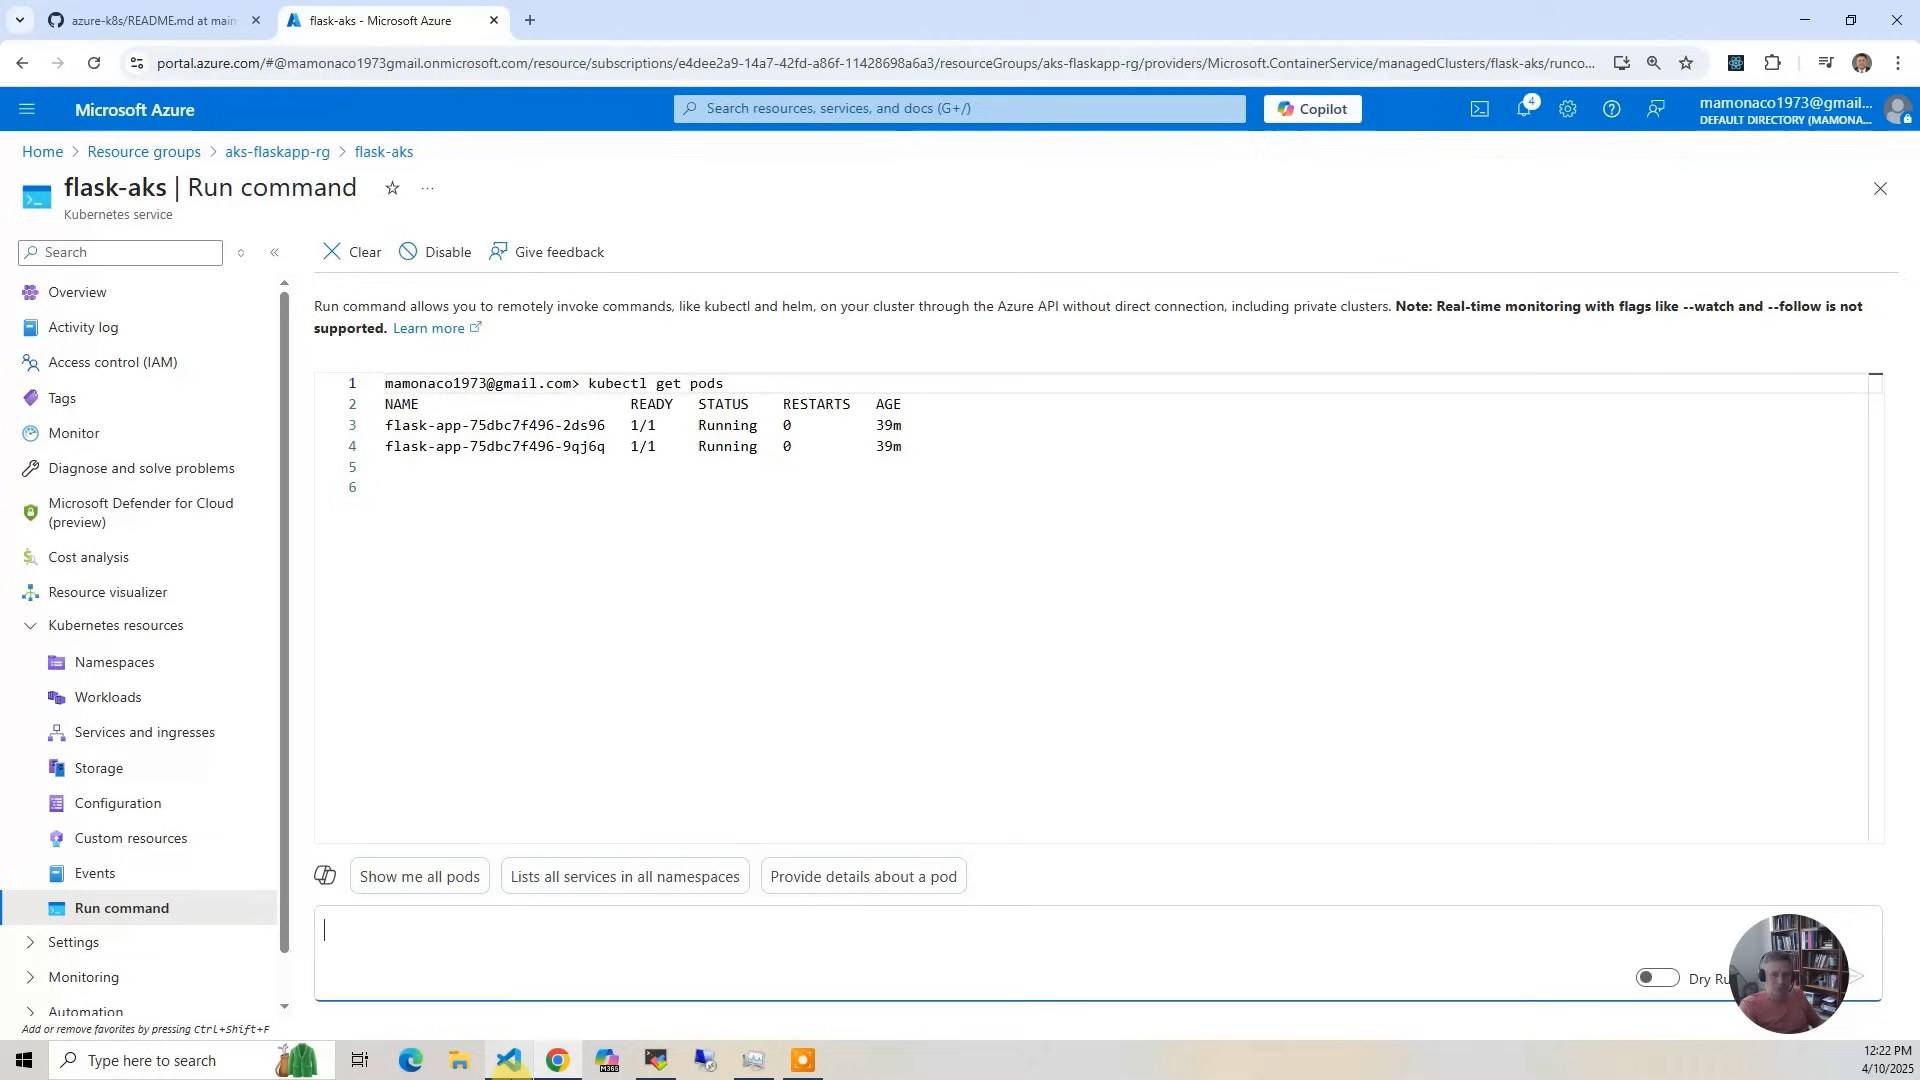 azure-k8s/README.md at main
flask-aks - Microsoft Azure
portal.azure.com/#@mamonaco1973gmail.onmicrosoft.com/resource/subscriptions/e4dee2a9-14a7-42fd-a86f-11428698a6a3/resourceGroups/aks-flaskapp-rg/providers/Microsoft.ContainerService/managedClusters/flask-aks/runco...
Microsoft Azure
Search resources, services, and docs (G+/)
Copilot
4
mamonaco1973@gmail....
DEFAULT DIRECTORY (MAMONA...
Home > Resource groups > aks-flaskapp-rg > flask-aks
flask-aks | Run command
Kubernetes service
Search
Clear
Disable
Give feedback
Run command allows you to remotely invoke commands, like kubectl and helm, on your cluster through the Azure API without direct connection, including private clusters. Note: Real-time monitoring with flags like --watch and --follow is not
supported. Learn more
Overview
Activity log
Access control (IAM)
Tags
Monitor
Diagnose and solve problems
Microsoft Defender for Cloud
(preview)
Cost analysis
Resource visualizer
Kubernetes resources
Namespaces
Workloads
Services and ingresses
Storage
Configuration
Custom resources
Events
Run command
Settings
Monitoring
Automation
Add or remove favorites by pressing Ctrl+Shift+F
1 mamonaco1973@gmail.com> kubectl get pods
2 NAME READY STATUS RESTARTS AGE
3 flask-app-75dbc7f496-2ds96 1/1 Running 0 39m
4 flask-app-75dbc7f496-9qj6q 1/1 Running 0 39m
5
6
Show me all pods
Lists all services in all namespaces
Provide details about a pod
Dry Ru
Type here to search
M365
12:22 PM
4/10/2025